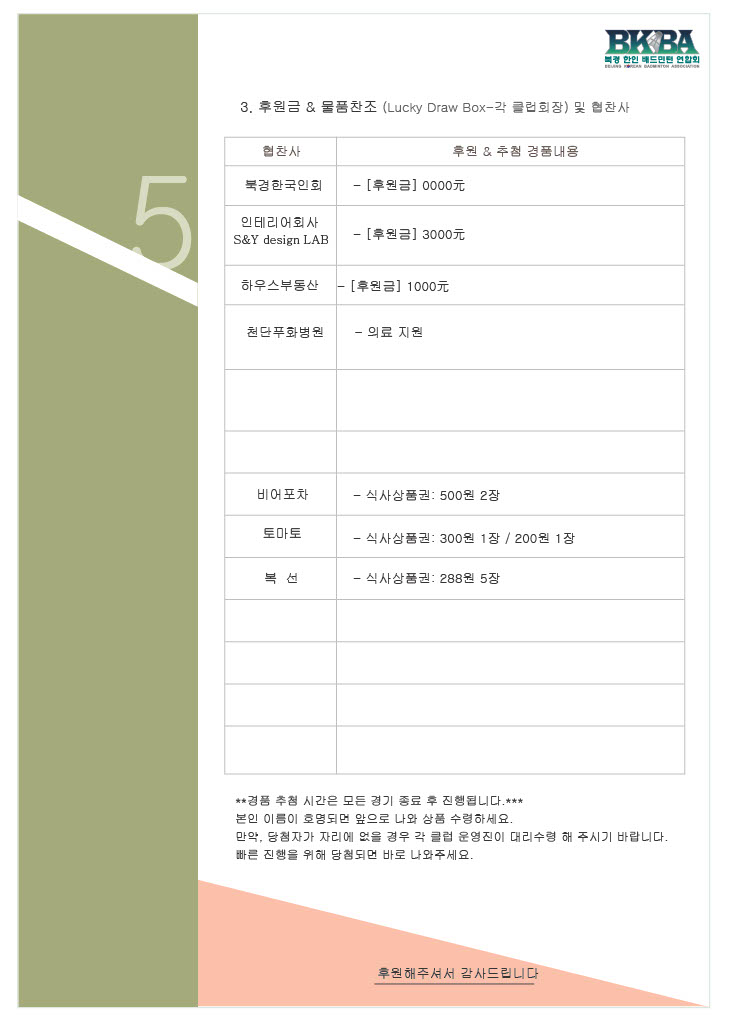 BKBA
북경 한인 배드민턴 연합회
BEIJING KOREAN BADMINTON ASSOCIATION
3. 후원금 & 물품찬조 (Lucky Draw Box-각 클럽회장) 및 협찬사
5
협찬사 후원 & 추첨 경품내용
북경한국인회 - [후원금] 0000元
인테리어회사
S&Y design LAB - [후원금] 3000元
하우스부동산 - [후원금] 1000元
천단푸화병원 - 의료 지원
비어포차 - 식사상품권: 500원 2장
토마토 - 식사상품권: 300원 1장 / 200원 1장
복 선 - 식사상품권: 288원 5장
**경품 추첨 시간은 모든 경기 종료 후 진행됩니다.***
본인 이름이 호명되면 앞으로 나와 상품 수령하세요.
만약, 당첨자가 자리에 없을 경우 각 클럽 운영진이 대리수령 해 주시기 바랍니다.
빠른 진행을 위해 당첨되면 바로 나와주세요.
후원해주셔서 감사드립니다